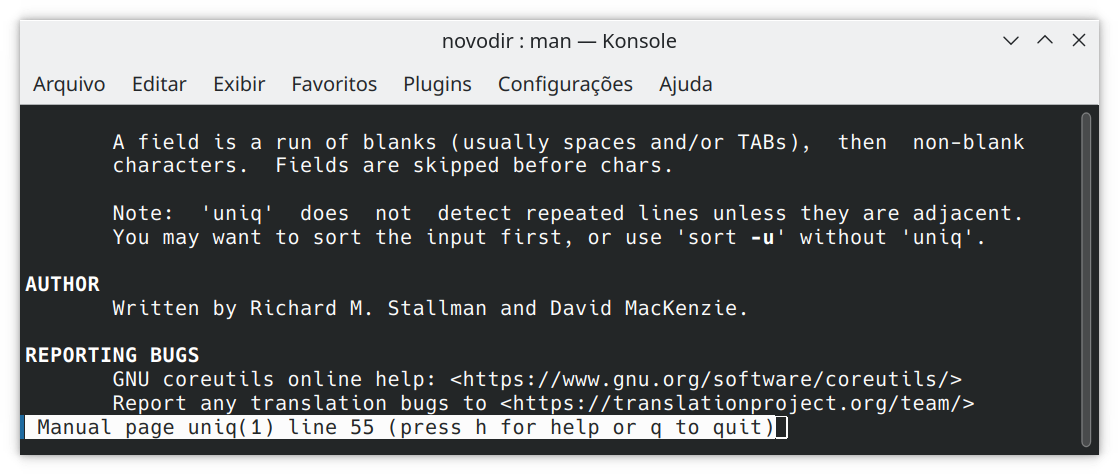 novodir : man — Konsole
Arquivo Editar Exibir Favoritos Plugins Configurações Ajuda
A field is a run of blanks (usually spaces and/or TABs),  then  non-blank
characters.  Fields are skipped before chars.
Note:  'uniq'  does  not  detect repeated lines unless they are adjacent.
You may want to sort the input first, or use 'sort -u' without 'uniq'.
AUTHOR
Written by Richard M. Stallman and David MacKenzie.
REPORTING BUGS
GNU coreutils online help: <https://www.gnu.org/software/coreutils/>
Report any translation bugs to <https://translationproject.org/team/>
Manual page uniq(1) line 55 (press h for help or q to quit)